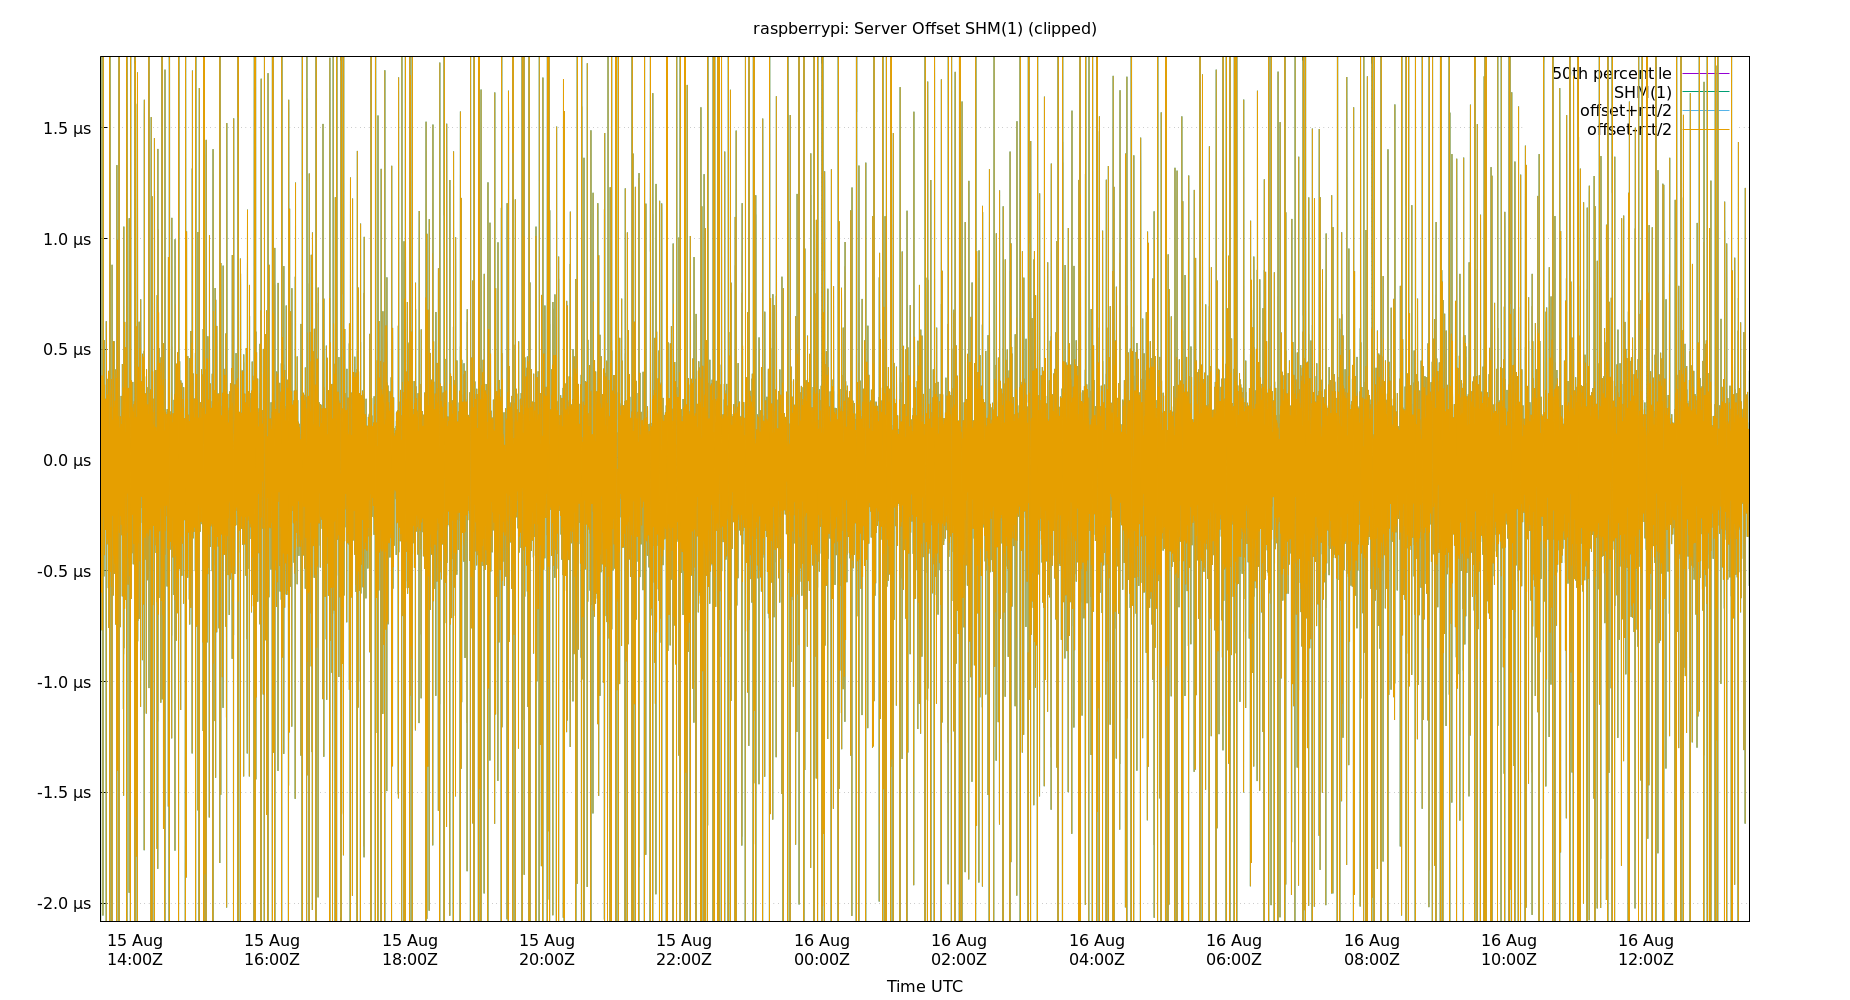 raspberrypi: Server Offset SHM(1) (clipped)
50th percentile
SHM(1)
offset+rtt/2
offset-rtt/2
1.5 µs
1.0 µs
0.5 µs
0.0 µs
-0.5 µs
-1.0 µs
-1.5 µs
-2.0 µs
15 Aug 15 Aug 15 Aug 15 Aug 15 Aug 16 Aug 16 Aug 16 Aug 16 Aug 16 Aug 16 Aug 16 Aug
14:00Z 16:00Z 18:00Z 20:00Z 22:00Z 00:00Z 02:00Z 04:00Z 06:00Z 08:00Z 10:00Z 12:00Z
Time UTC